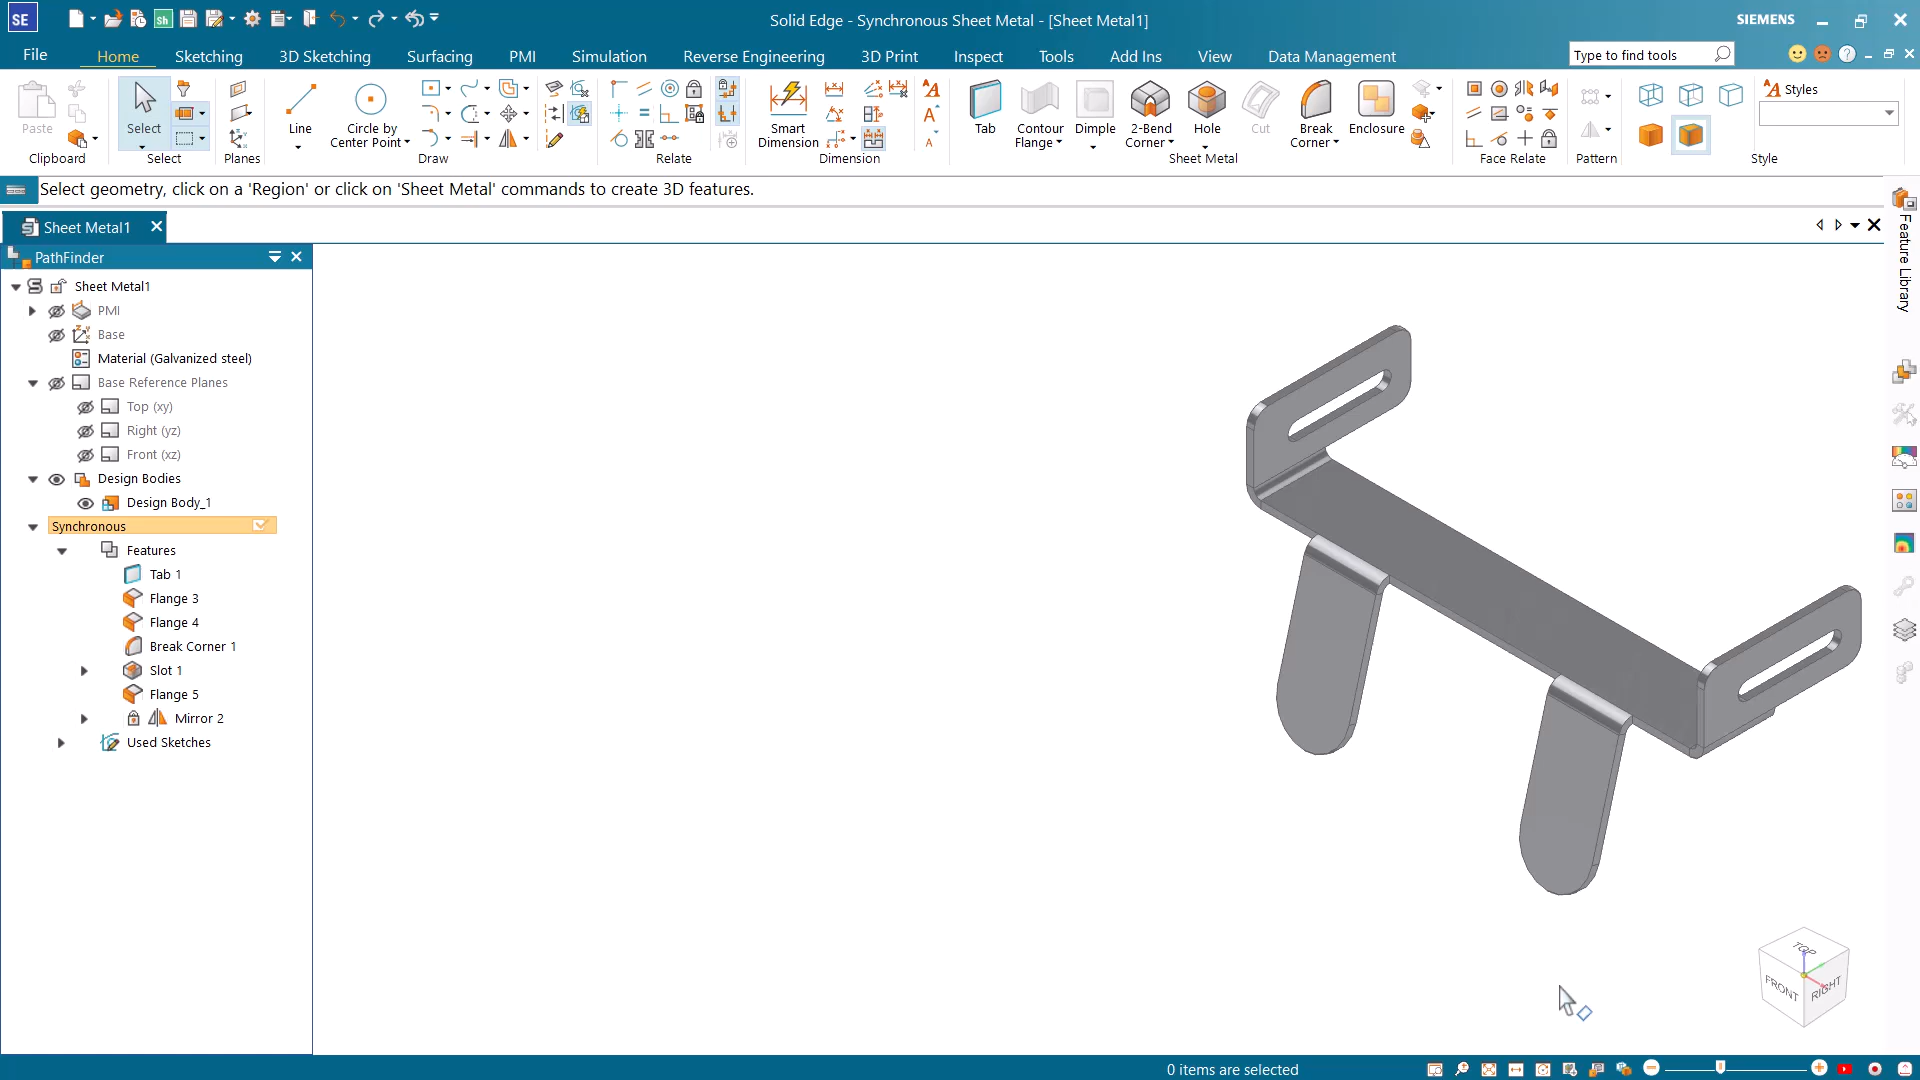 SE
Sh
Solid Edge - Synchronous Sheet Metal - [Sheet Metal1]
SIEMENS
File
Home
Sketching
3D Sketching
Surfacing
PMI
Simulation
Reverse Engineering
3D Print
Inspect
Tools
Add Ins
View
Data Management
Type to find tools
Paste
Clipboard
Select
Select
Planes
Line
Circle by
Center Point
Draw
Relate
Smart
Dimension
Dimension
Tab
Contour
Flange
Dimple
2-Bend
Corner
Hole
Cut
Break
Corner
Enclosure
Sheet Metal
Face Relate
Pattern
Styles
Style
Select geometry, click on a 'Region' or click on 'Sheet Metal' commands to create 3D features.
Sheet Metal1
PathFinder
Sheet Metal1
PMI
Base
Material (Galvanized steel)
Base Reference Planes
Top (xy)
Right (yz)
Front (xz)
Design Bodies
Design Body_1
Synchronous
Features
Tab 1
Flange 3
Flange 4
Break Corner 1
Slot 1
Flange 5
Mirror 2
Used Sketches
Feature Library
TOP
FRONT
RIGHT
0 items are selected